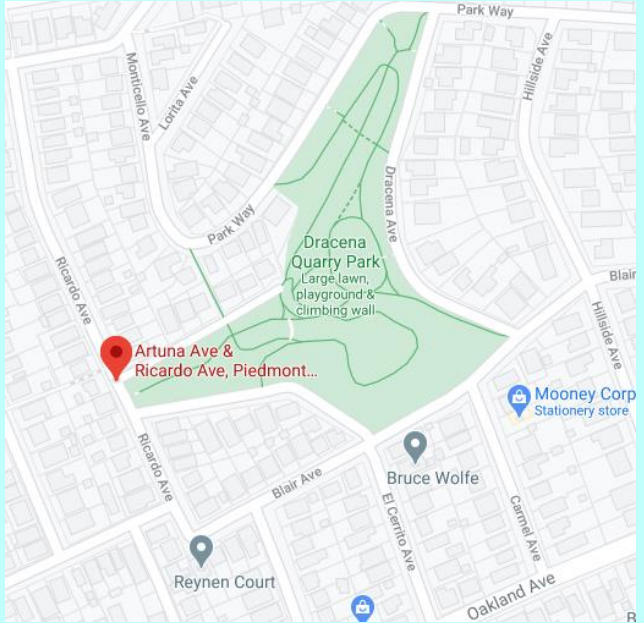 Park Way
Hillside Ave
Monticello Ave
Lorita Ave
Dracena Ave
Park Way
Dracena
Quarry Park
Large lawn,
playground &
climbing wall
Ricardo Ave
Blair
Hillside Ave
Artuna Ave &
Ricardo Ave, Piedmont...
Mooney Corp
Stationery store
Ricardo Ave
Bruce Wolfe
Blair Ave
El Cerrito Ave
Carmel Ave
Reynen Court
Oakland Ave